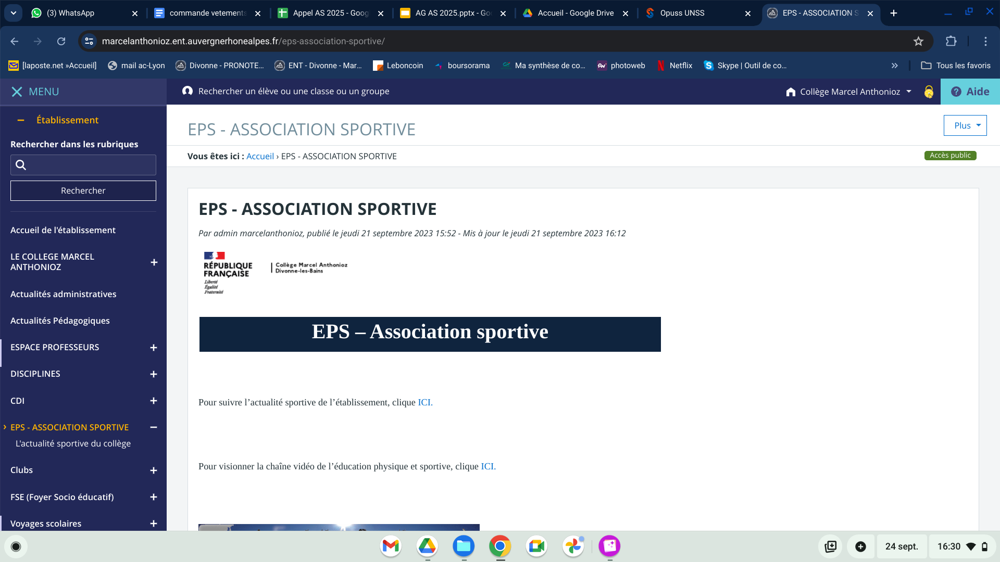 (3) WhatsApp
commande vetements
Appel AS 2025 - Goog
AG AS 2025.pptx - Go
Accueil - Google Drive
Opuss UNSS
EPS - ASSOCIATION S
marcelanthonioz.ent.auvergnerhonealpes.fr/eps-association-sportive/
[laposte.net »Accueil]
mail ac-Lyon
Divonne - PRONOTE...
ENT - Divonne - Mar...
Leboncoin
boursorama
Ma synthèse de co...
photoweb
Netflix
Skype | Outil de co...
»
Tous les favoris
MENU
Rechercher un élève ou une classe ou un groupe
Collège Marcel Anthonioz
Aide
Établissement
Rechercher dans les rubriques
Rechercher
Accueil de l'établissement
LE COLLEGE MARCEL
ANTHONIOZ
Actualités administratives
Actualités Pédagogiques
ESPACE PROFESSEURS
DISCIPLINES
CDI
EPS - ASSOCIATION SPORTIVE
L'actualité sportive du collège
Clubs
FSE (Foyer Socio éducatif)
Voyages scolaires
EPS - ASSOCIATION SPORTIVE
Plus
Vous êtes ici : Accueil › EPS - ASSOCIATION SPORTIVE
Accès public
EPS - ASSOCIATION SPORTIVE
Par admin marcelanthonioz, publié le jeudi 21 septembre 2023 15:52 - Mis à jour le jeudi 21 septembre 2023 16:12
RÉPUBLIQUE
FRANÇAISE
Liberté
Égalité
Fraternité
Collège Marcel Anthonioz
Divonne-les-Bains
EPS – Association sportive
Pour suivre l’actualité sportive de l’établissement, clique ICI.
Pour visionner la chaîne vidéo de l’éducation physique et sportive, clique ICI.
24 sept.
16:30